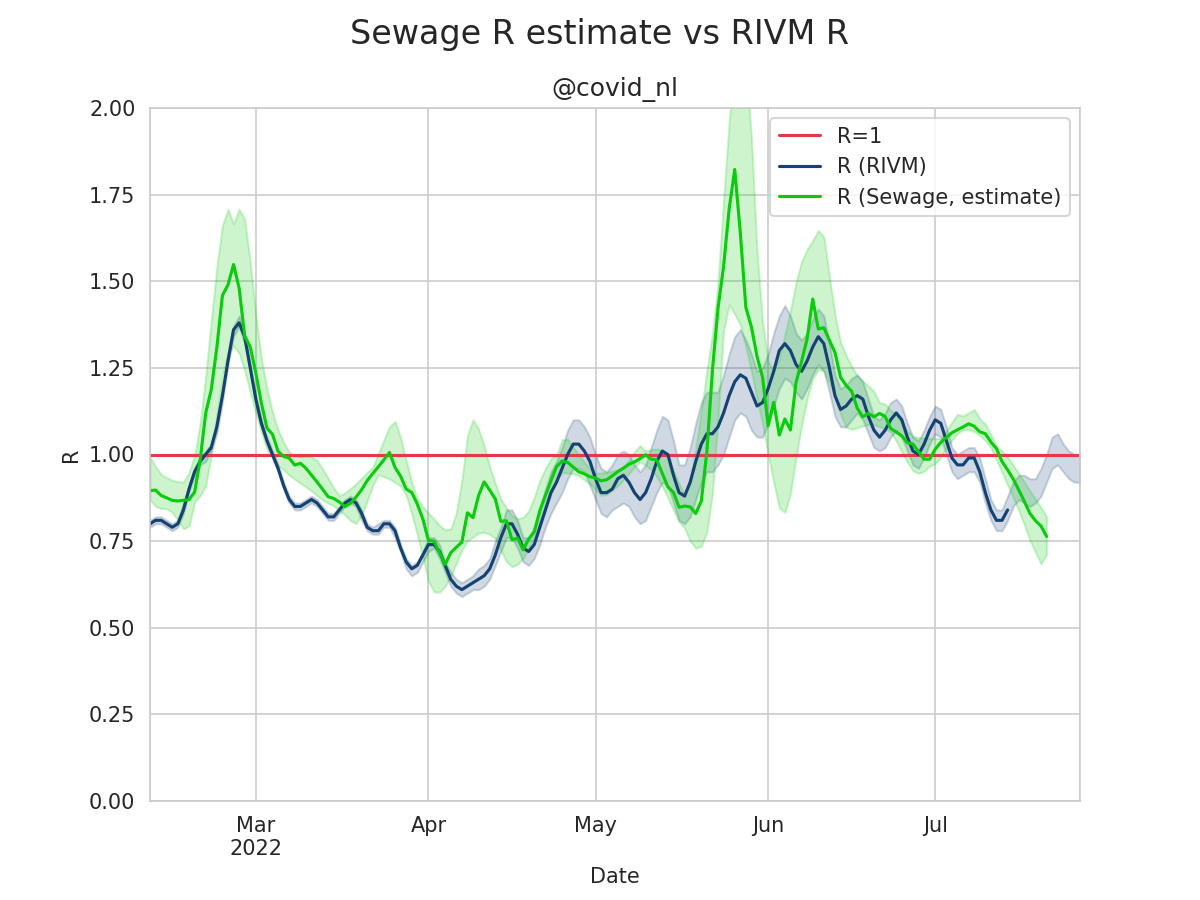 Sewage R estimate vs RIVM R
@covid_nl
R=1
R (RIVM)
R (Sewage, estimate)
2.00
1.75
1.50
1.25
1.00
0.75
0.50
0.25
0.00
R
Mar
2022
Apr
May
Jun
Jul
Date